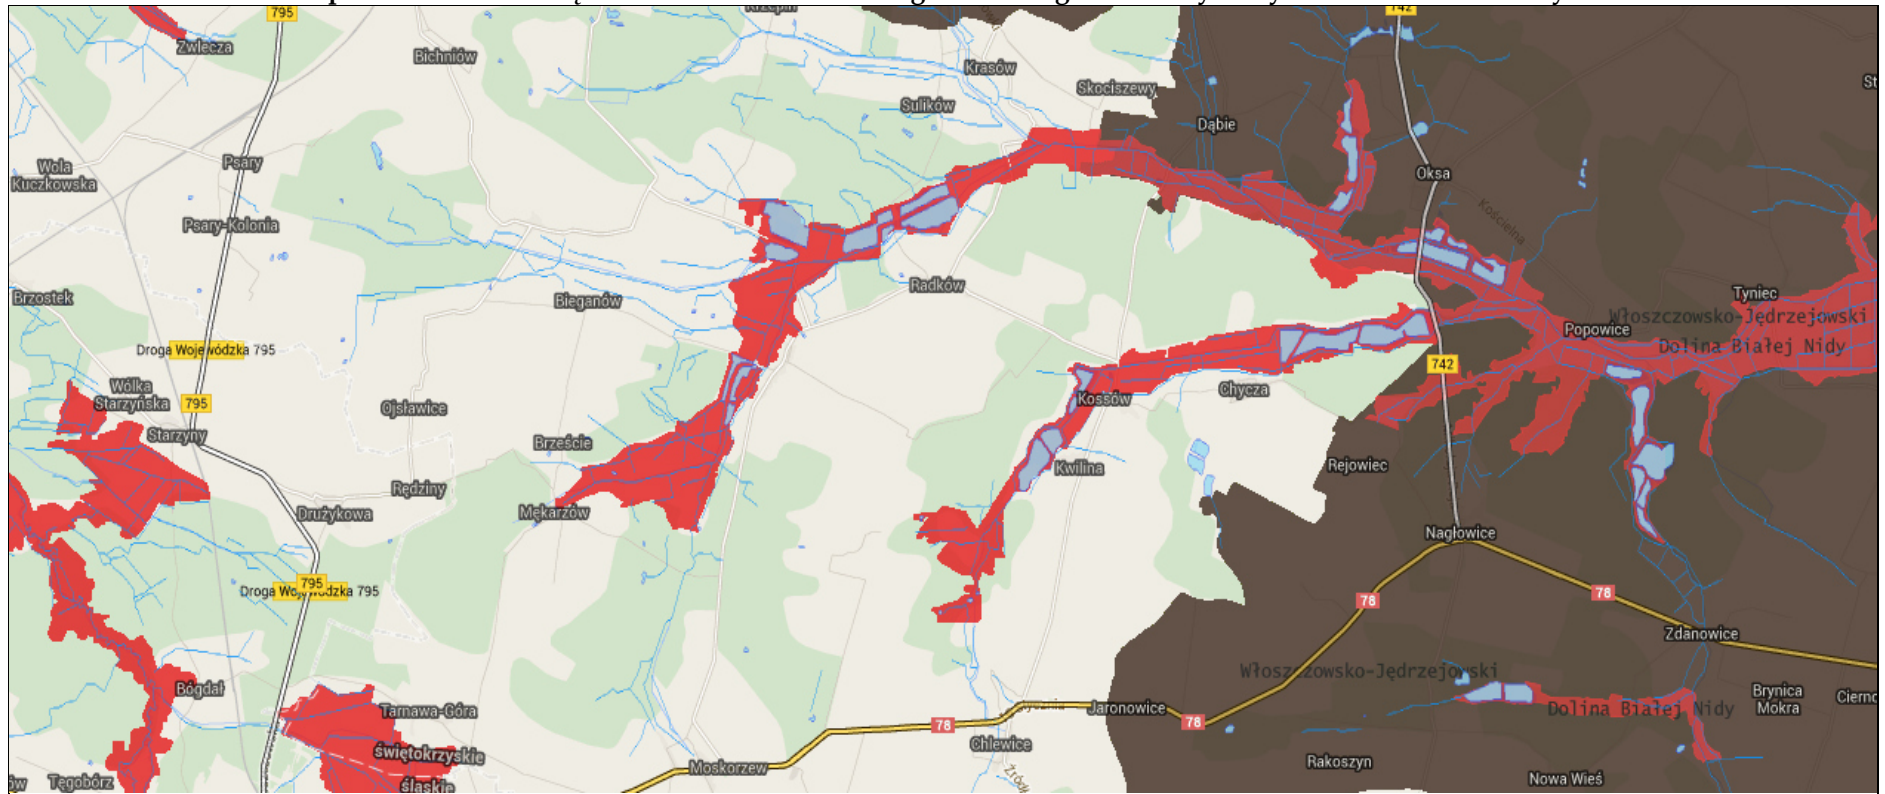 795
742
Zwlecza
Bichniów
Krasów
Skociszewy
Sulików
Dąbie
Wola
Kuczkowska
Psary
Oksa
Kościelna
Psary-Kolonia
Brzostek
Bieganów
Radków
Tyniec
Włoszczowsko-Jędrzejowski
Popowice
Dolina Białej Nidy
Droga Wojewódzka 795
742
Wólka
Starzyńska
795
Ojsławice
Kossów
Chycza
Starzyny
Brzeście
Kwilina
Rejowiec
Rędziny
Drużykowa
Mękarzów
Nagłowice
795
Droga Wojewódzka 795
78
78
Zdanowice
Włoszczowsko-Jędrzejowski
Bógdał
Brynica
Mokra
Tarnawa-Góra
Jaronowice
Dolina Białej Nidy
78
78
świętokrzyskie
Chlewice
Moskorzew
Rakoszyn
Tęgobórz
śląskie
Nowa Wieś